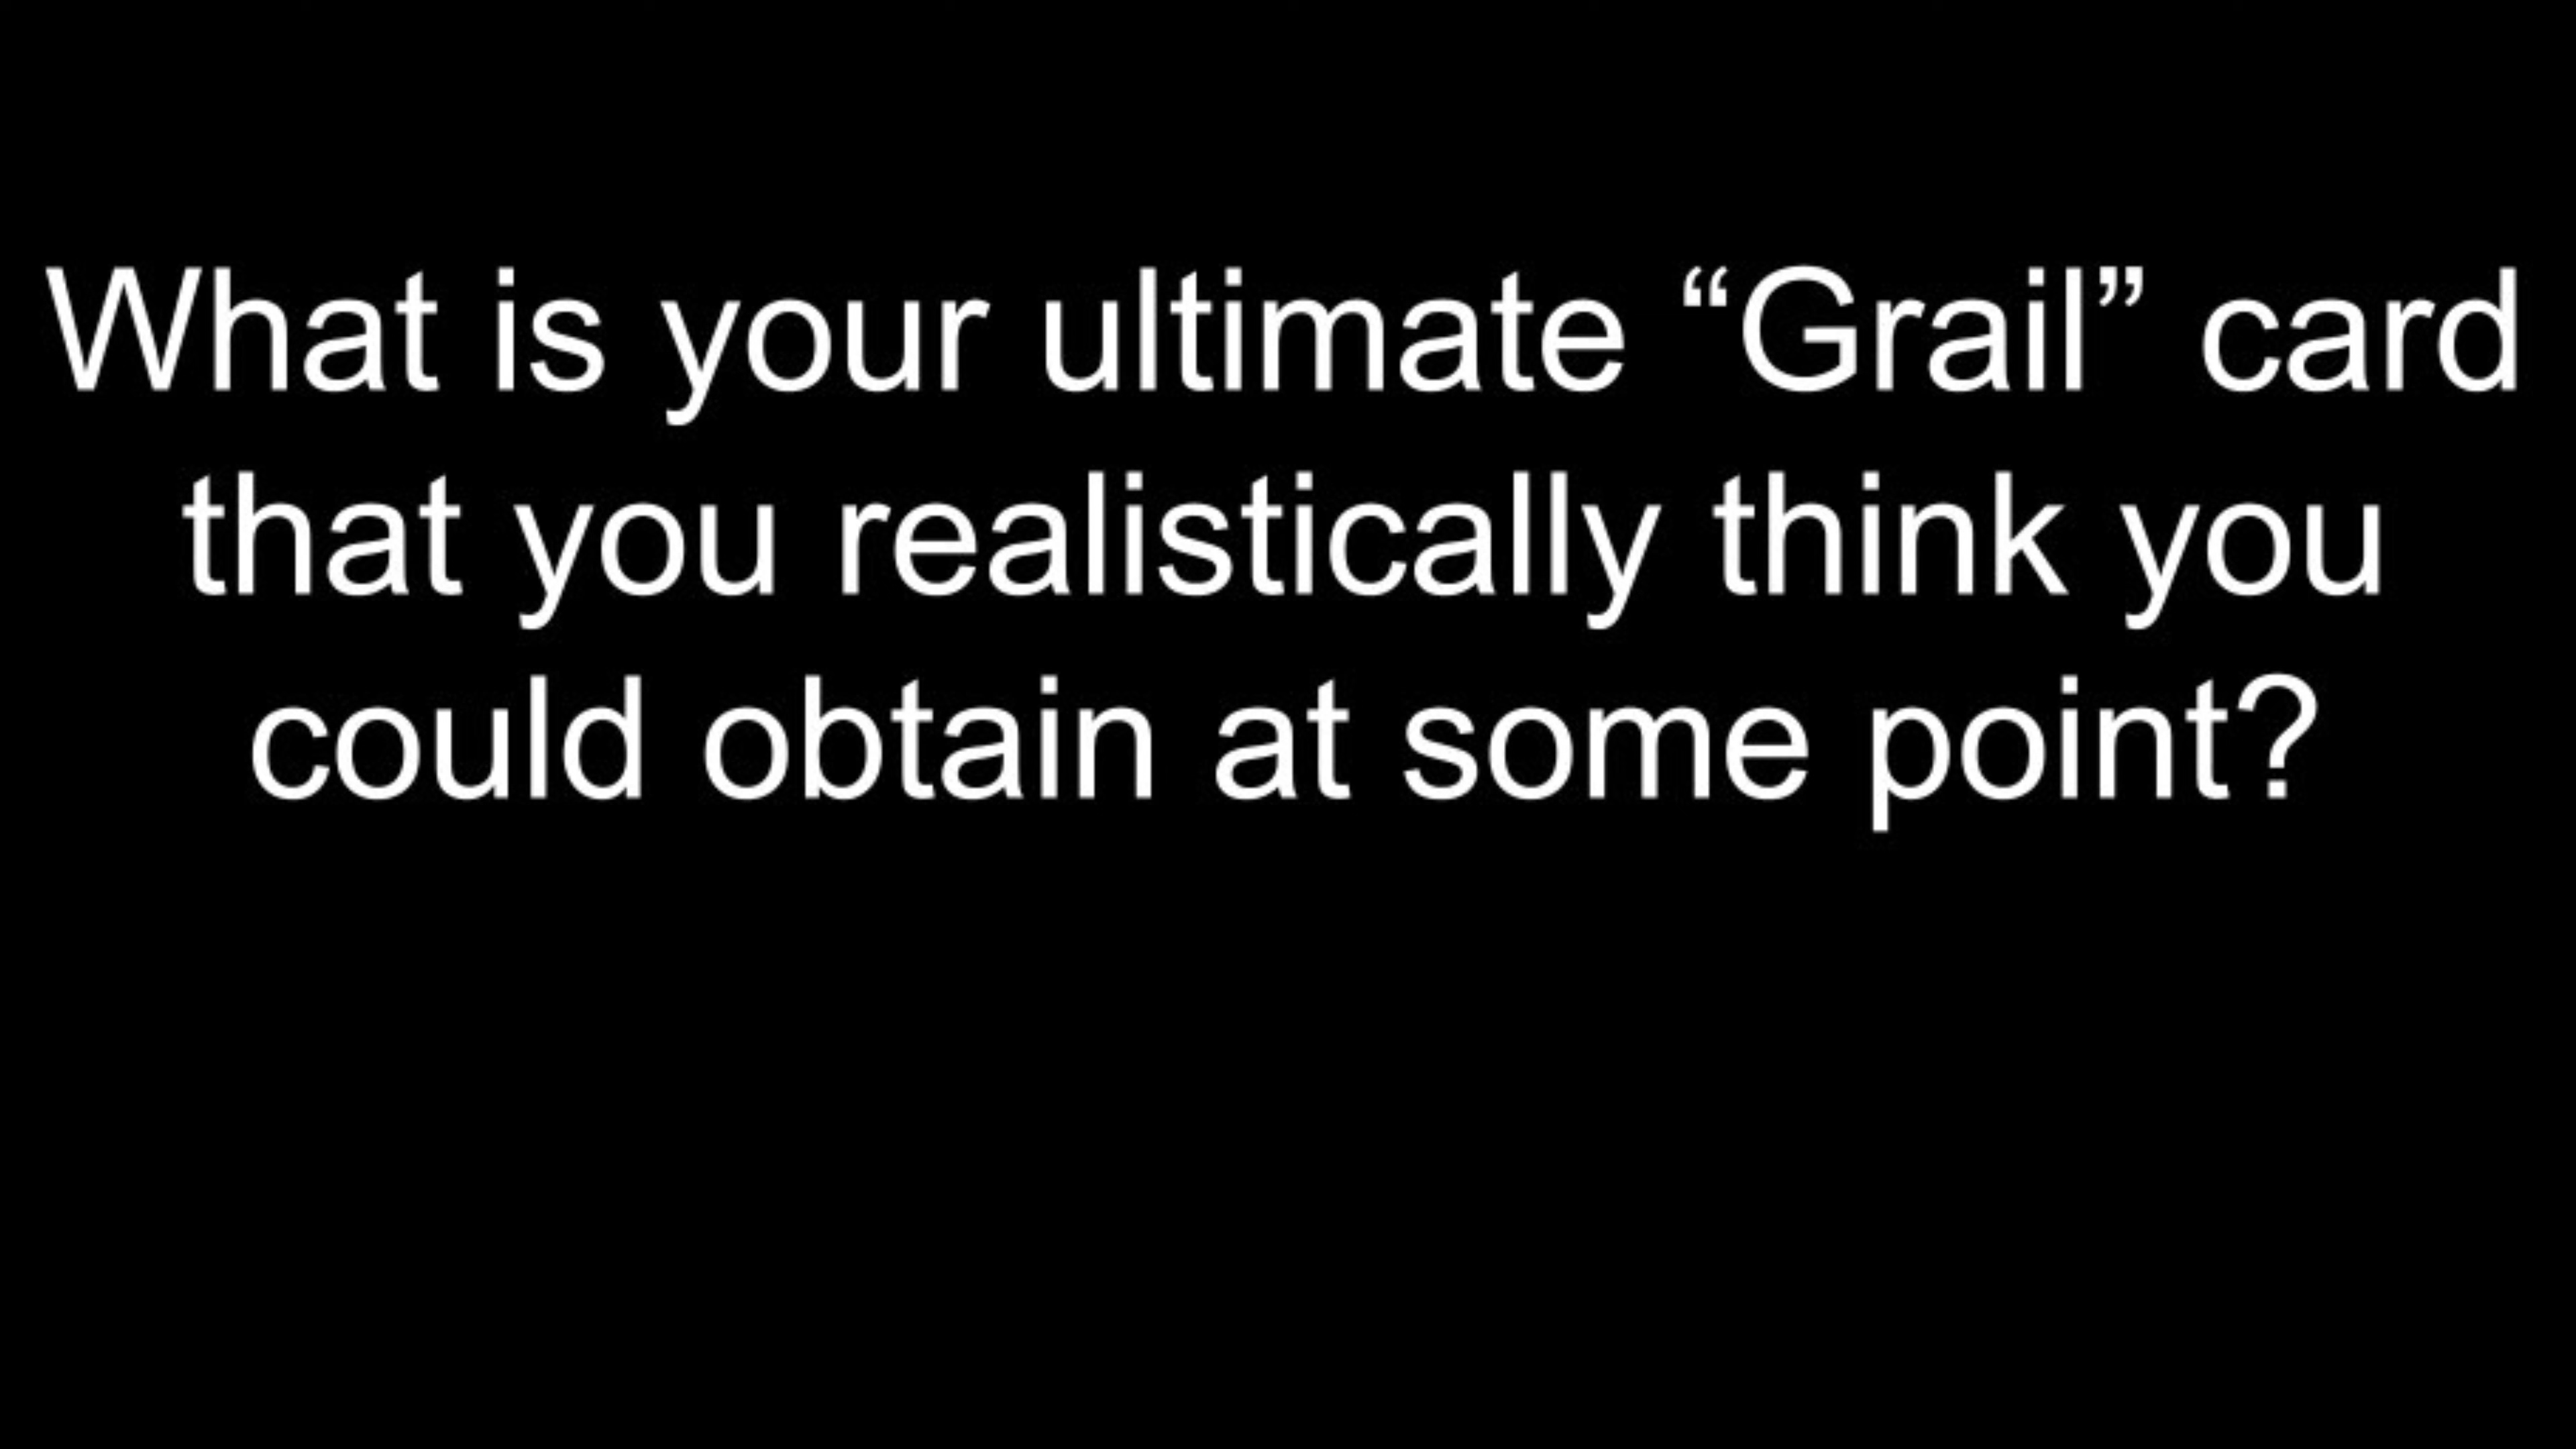 What is your ultimate “Grail” card
that you realistically think you
could obtain at some point?